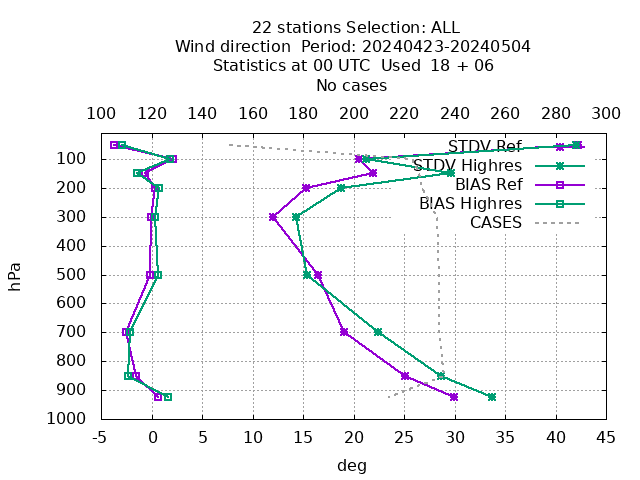 22 stations Selection: ALL
Wind direction  Period: 20240423-20240504
Statistics at 00 UTC  Used  18 + 06
No cases
100 120 140 160 180 200 220 240 260 280 300
STDV Ref
STDV Highres
BIAS Ref
BIAS Highres
CASES
100
200
300
400
500
600
700
800
900
1000
hPa
-5 0 5 10 15 20 25 30 35 40 45
deg